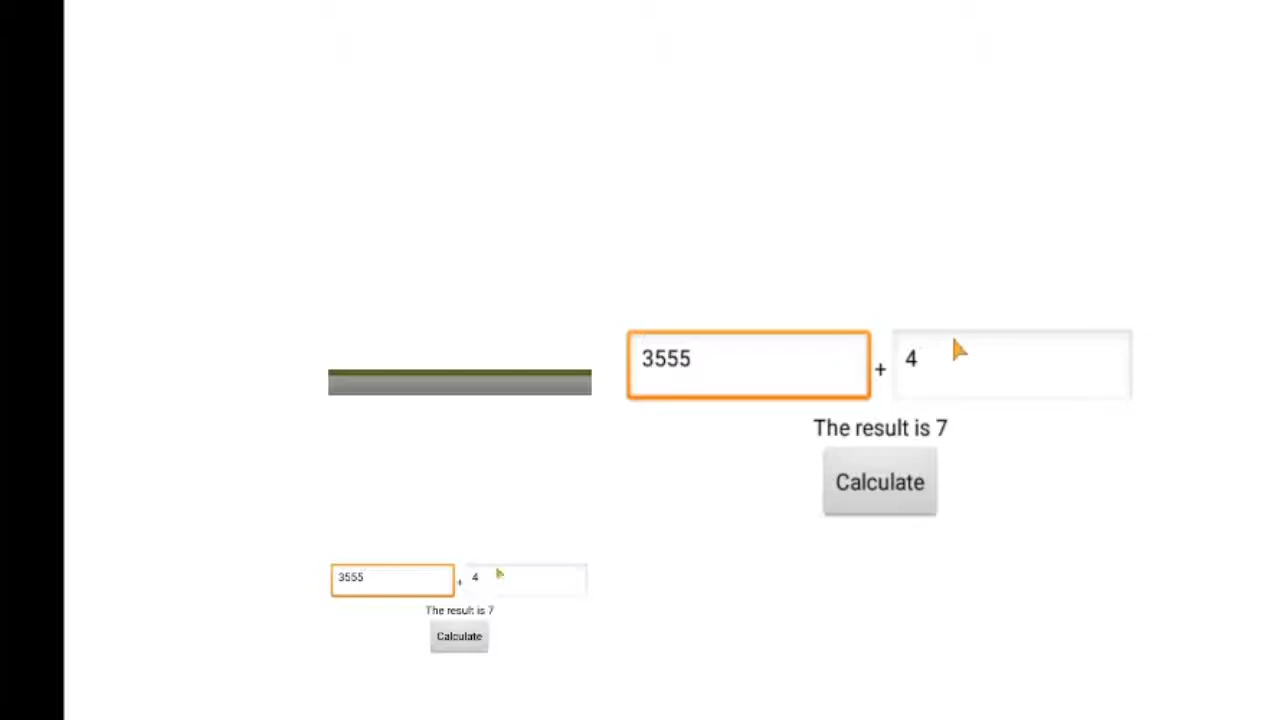 3555 + 4
The result is 7
Calculate
3555 + 4
The result is 7
Calculate